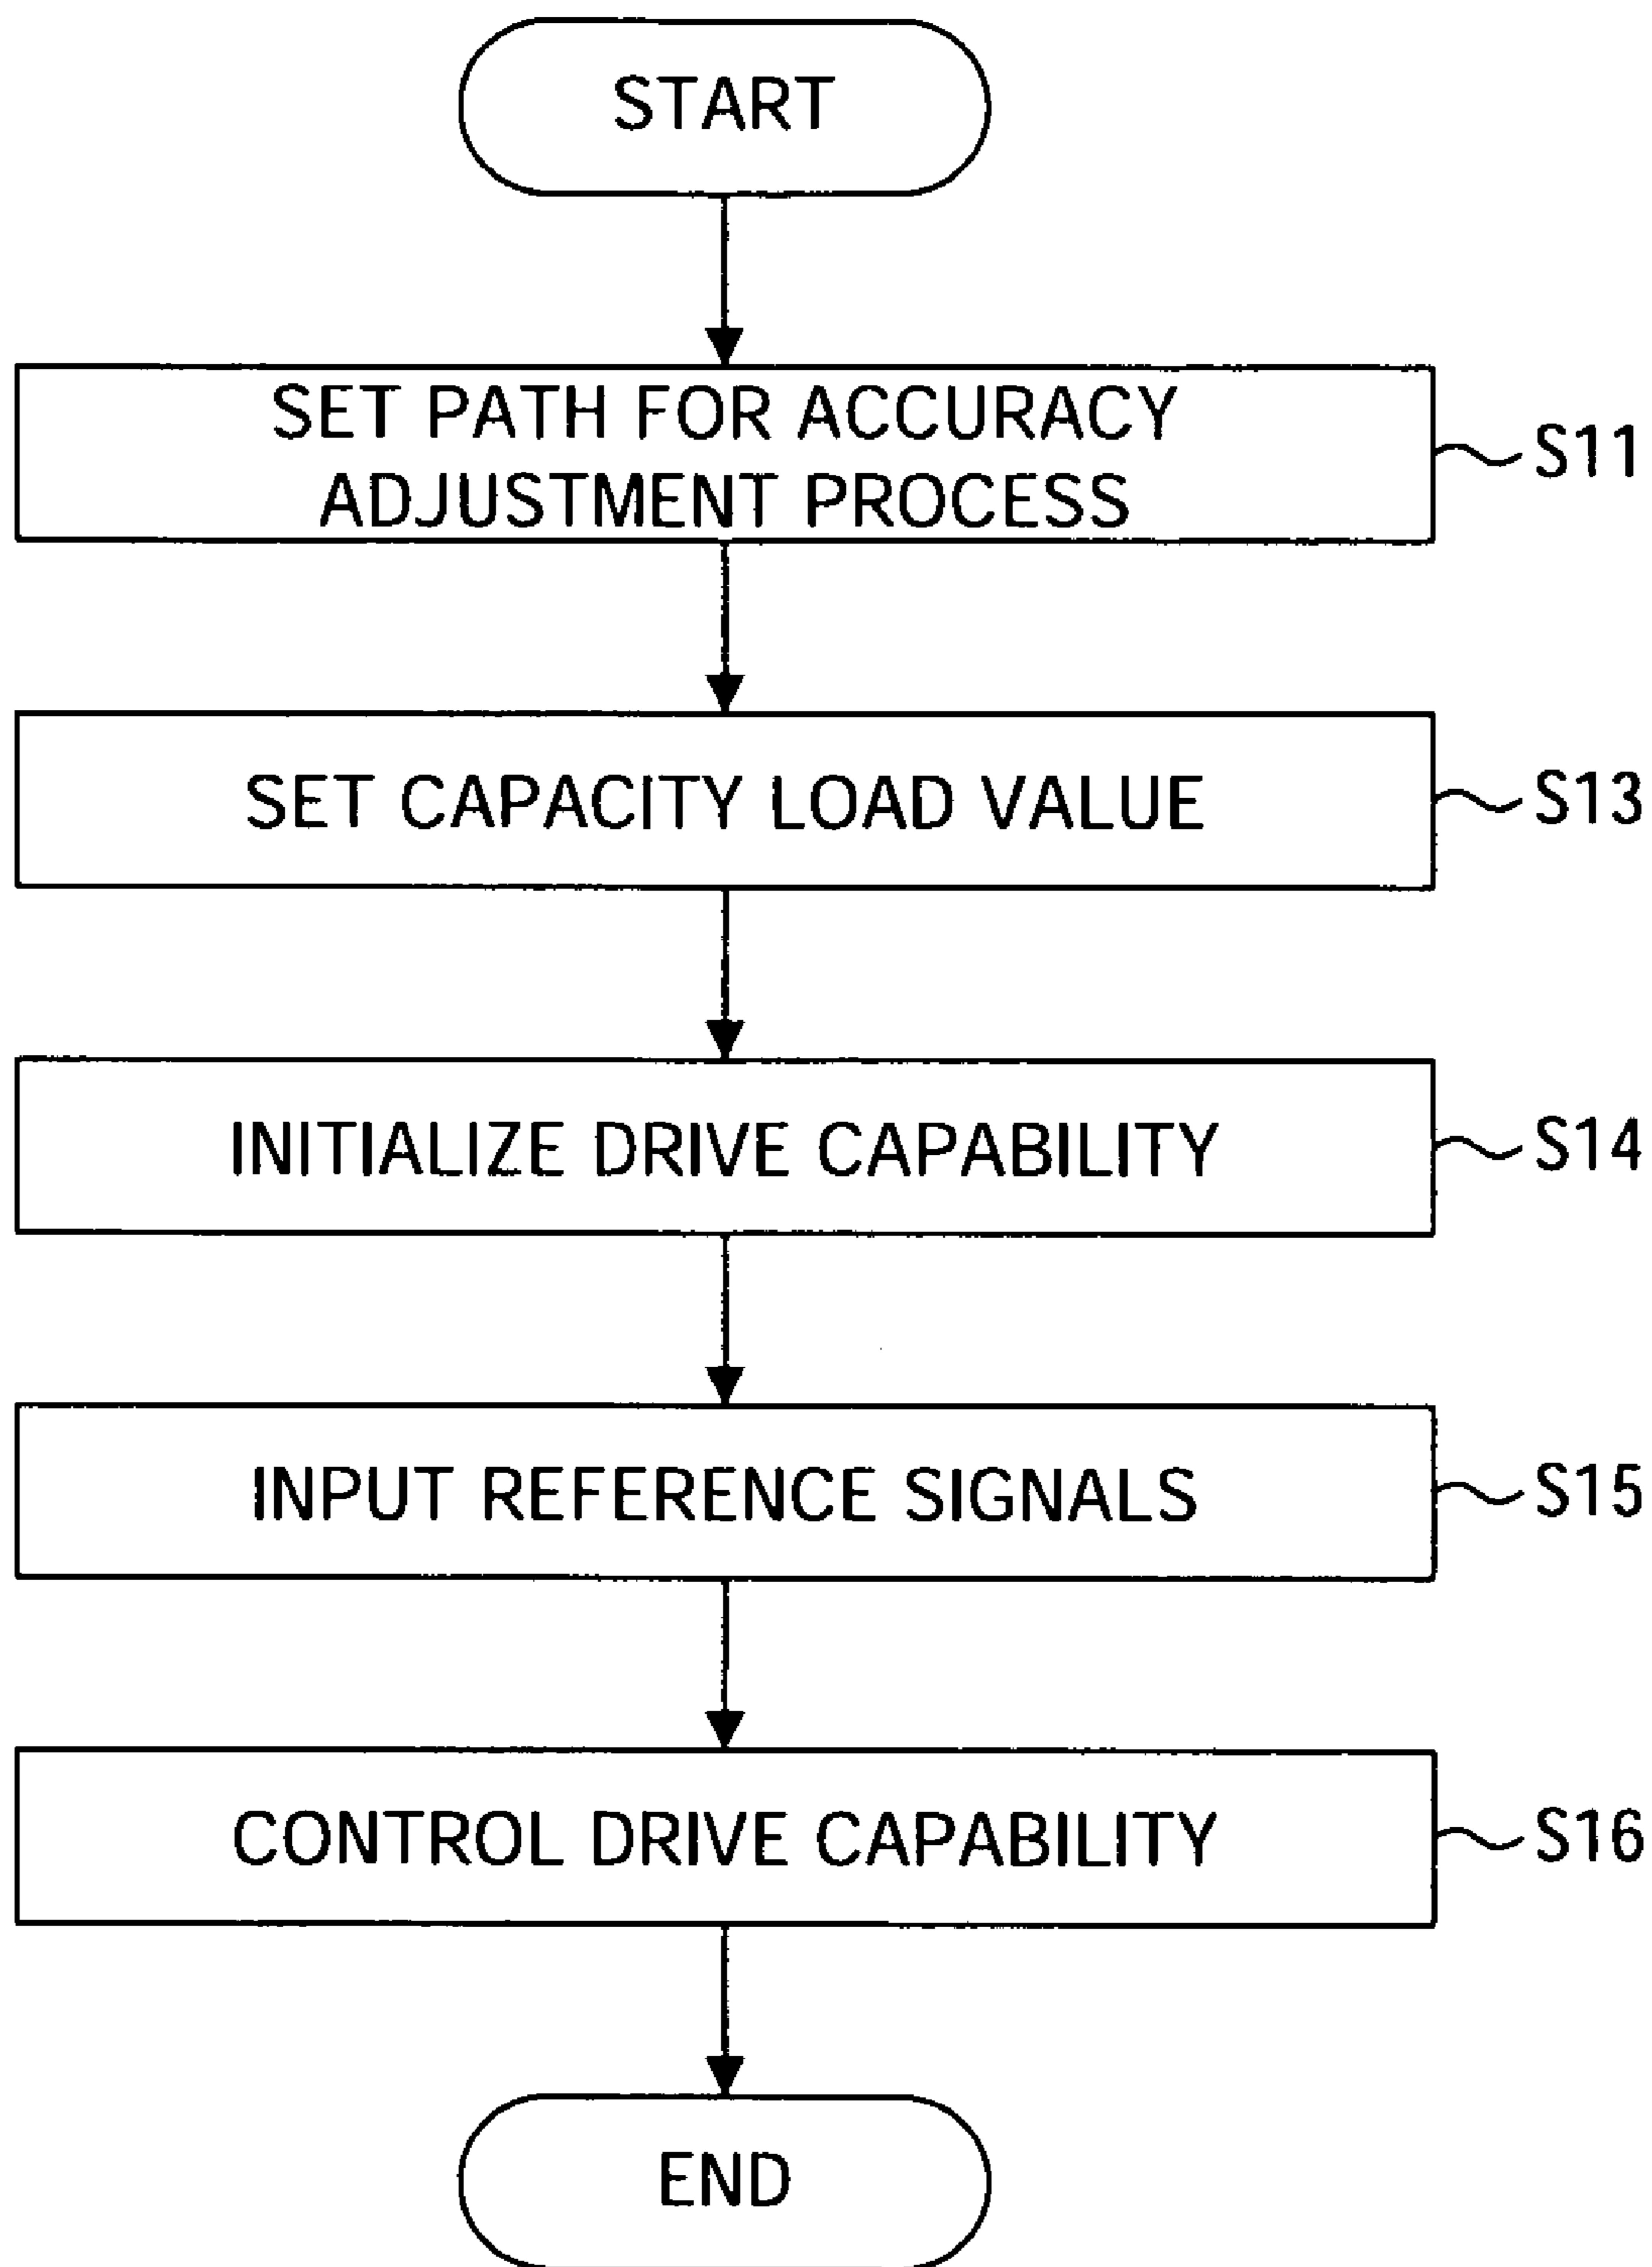 START
SET PATH FOR ACCURACY
ADJUSTMENT PROCESS
S11
SET CAPACITY LOAD VALUE
S13
INITIALIZE DRIVE CAPABILITY
S14
INPUT REFERENCE SIGNALS
S15
CONTROL DRIVE CAPABILITY
S16
END